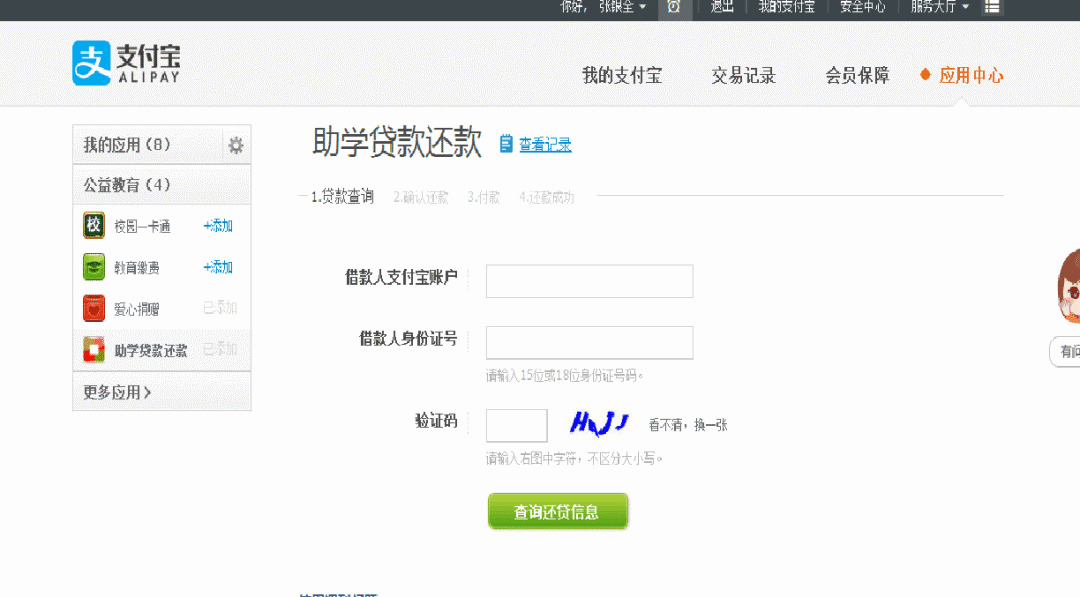 你好, 张银全 退出 我的支付宝 安全中心 服务大厅
支付宝
ALIPAY
我的支付宝 交易记录 会员保障 应用中心
我的应用（8）
公益教育（4）
校园一卡通 +添加
教育缴费 +添加
爱心捐赠 已添加
助学贷款还款 已添加
更多应用
助学贷款还款 查看记录
1.贷款查询 2.确认还款 3.付款 4.还款成功
借款人支付宝账户
借款人身份证号
请输入15位或18位身份证号码。
验证码
看不清，换一张
请输入右图中字符，不区分大小写。
查询还贷信息
有问